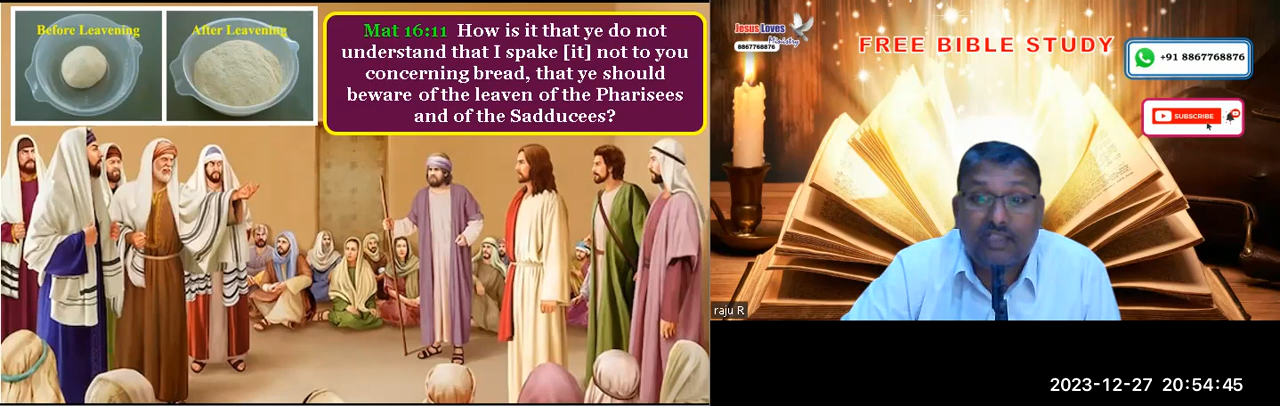 Before Leavening
After Leavening
Mat 16:11 How is it that ye do not
understand that I spake [it] not to you
concerning bread, that ye should
beware of the leaven of the Pharisees
and of the Sadducees?
Jesus Loves
Ministry
8867768876
FREE BIBLE STUDY
+91 8867768876
SUBSCRIBE
raju R
2023-12-27 20:54:45